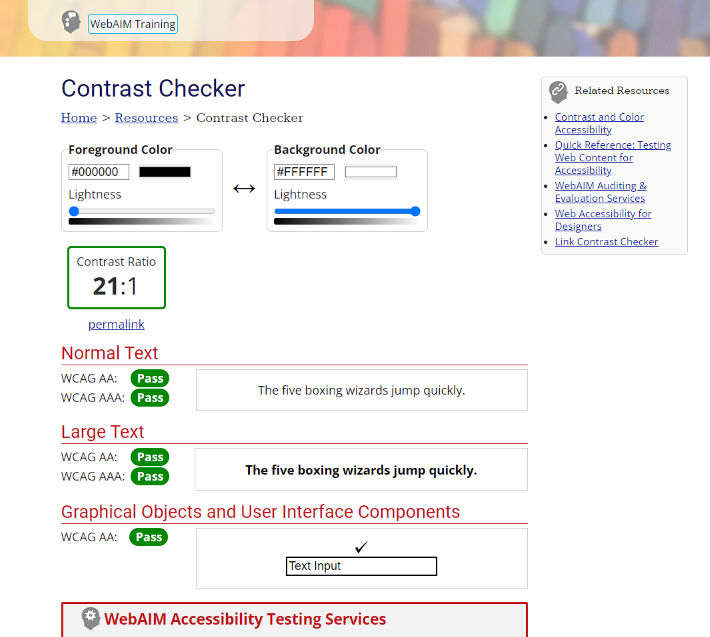 WebAIM Training
Contrast Checker
Home > Resources > Contrast Checker
Foreground Color
#000000
Lightness
Background Color
#FFFFFF
Lightness
Contrast Ratio
21:1
permalink
Normal Text
WCAG AA: Pass
WCAG AAA: Pass
The five boxing wizards jump quickly.
Large Text
WCAG AA: Pass
WCAG AAA: Pass
The five boxing wizards jump quickly.
Graphical Objects and User Interface Components
WCAG AA: Pass
✓
Text Input
WebAIM Accessibility Testing Services
Related Resources
• Contrast and Color
Accessibility
• Quick Reference: Testing
Web Content for
Accessibility
• WebAIM Auditing &
Evaluation Services
• Web Accessibility for
Designers
• Link Contrast Checker